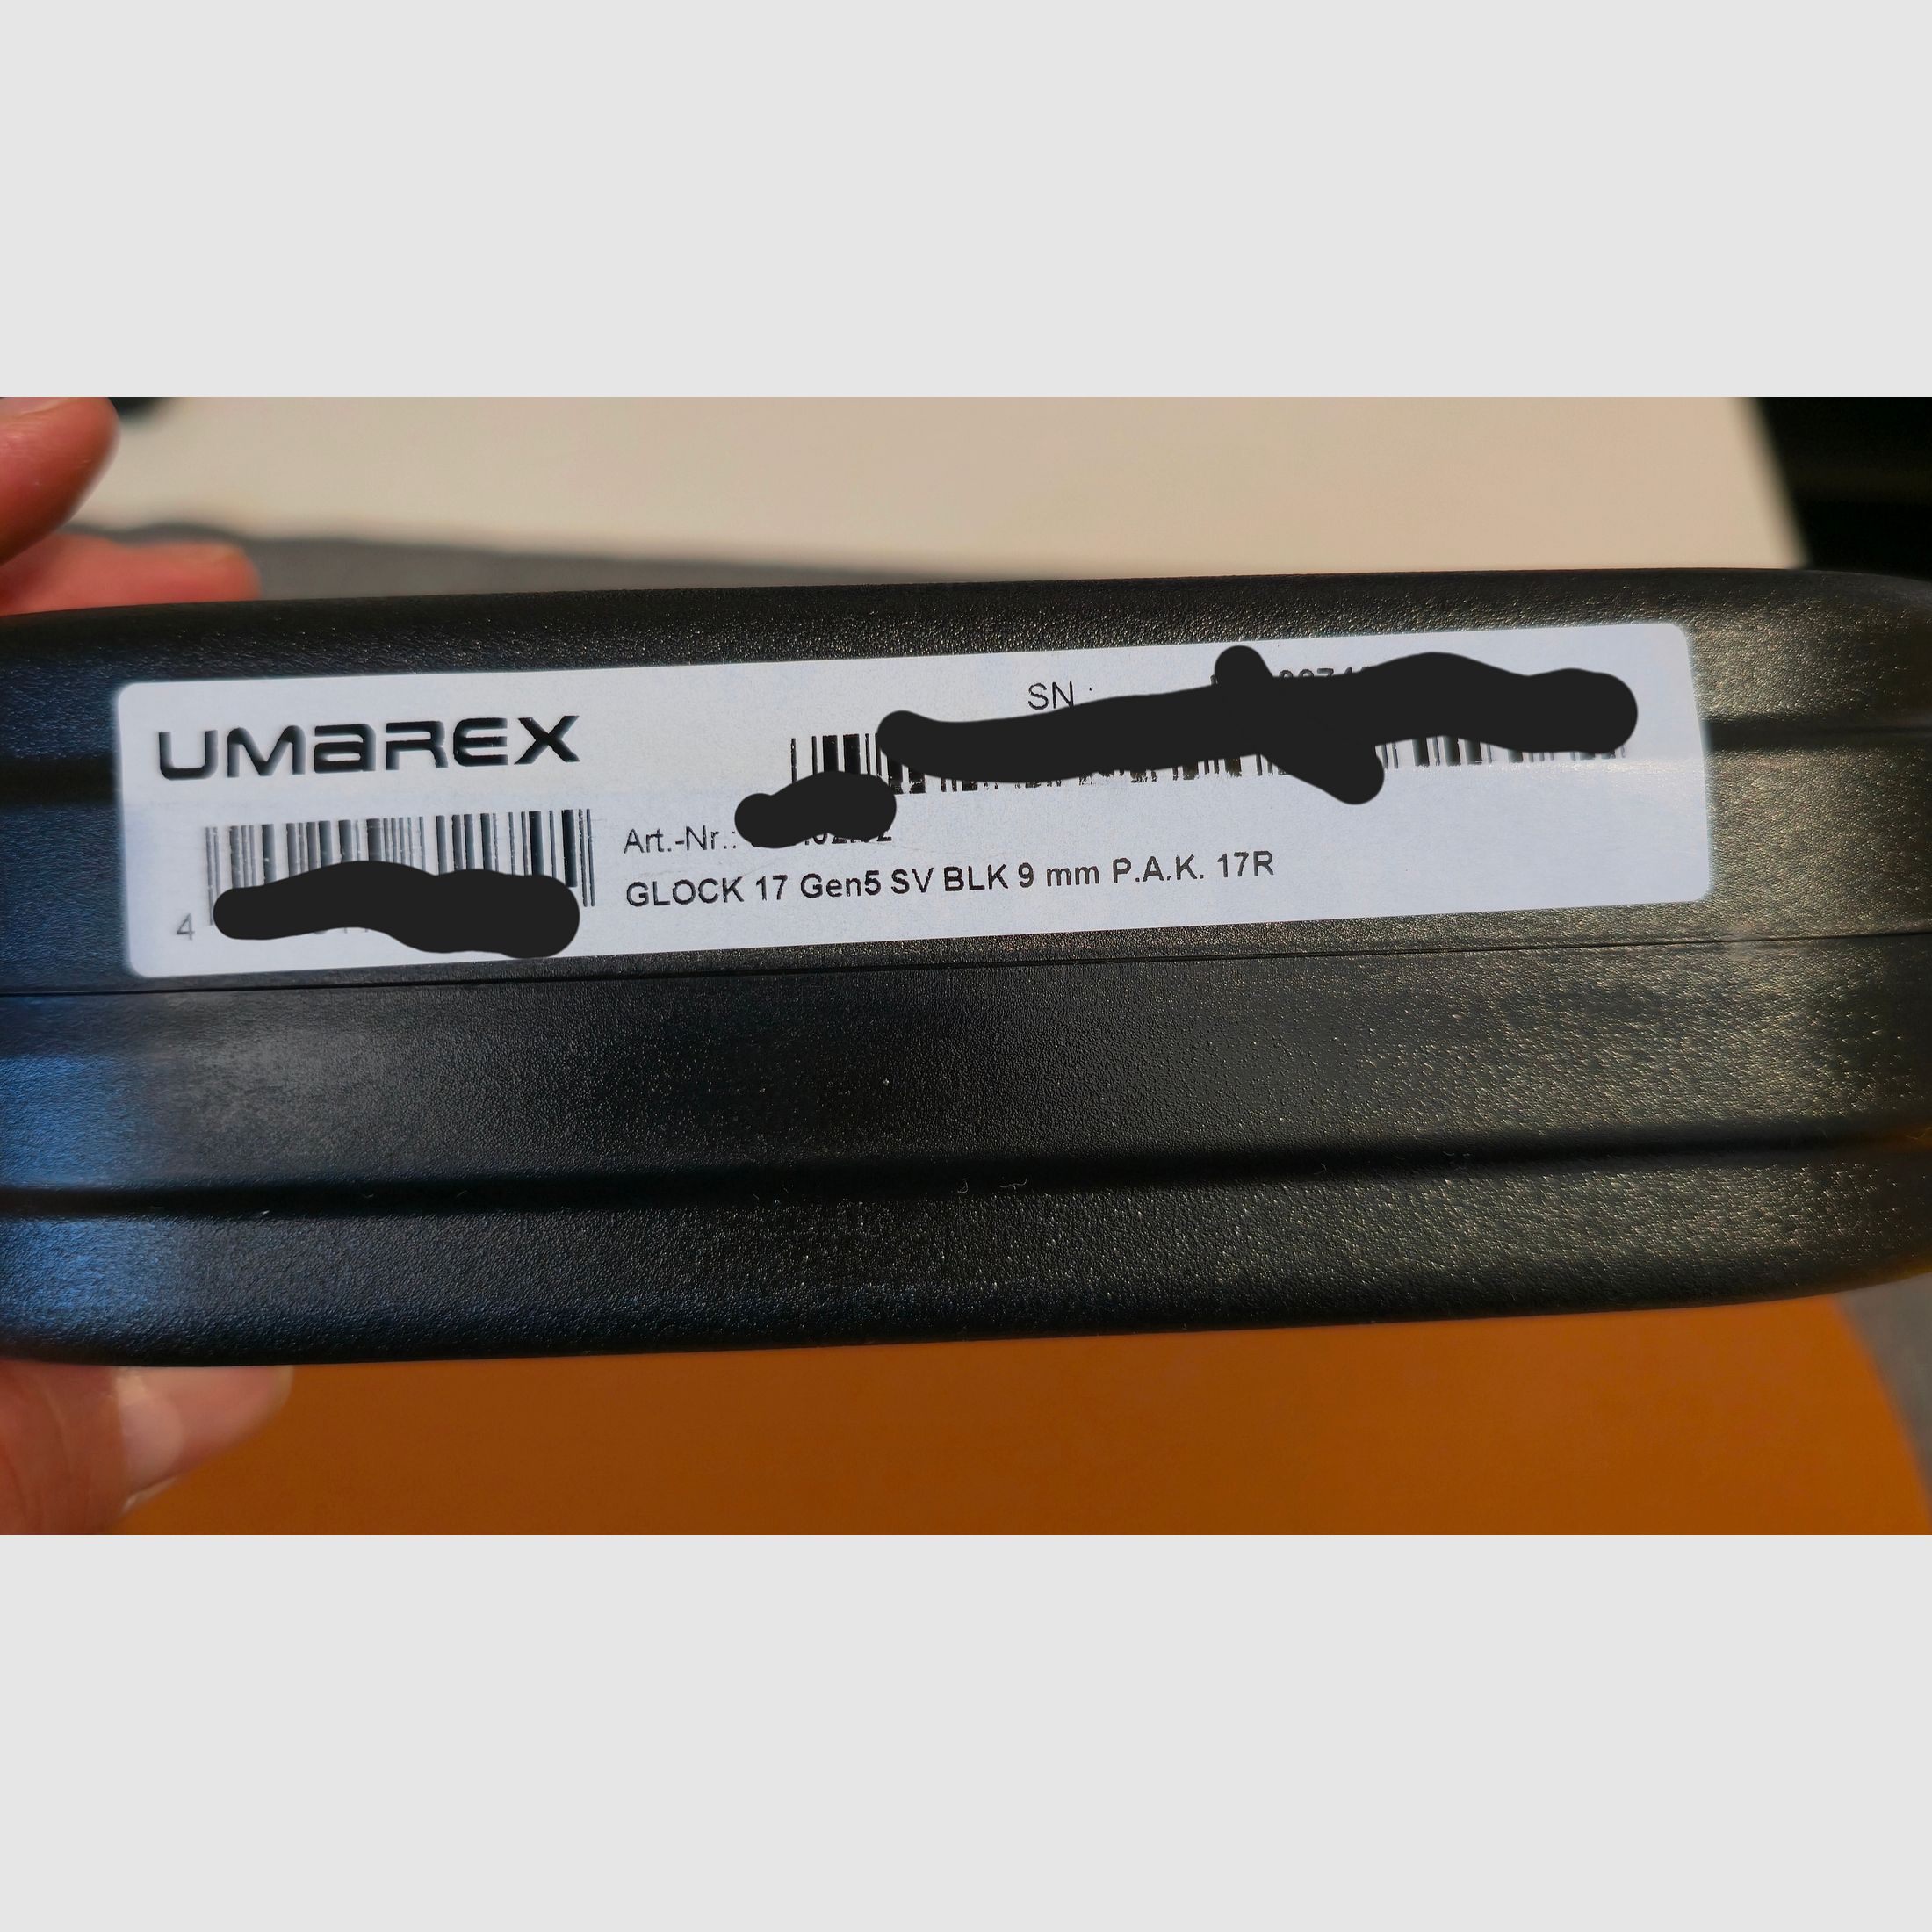 UMAREX
SN.:
4
Art.-Nr.:
GLOCK 17 Gen5 SV BLK 9 mm P.A.K. 17R